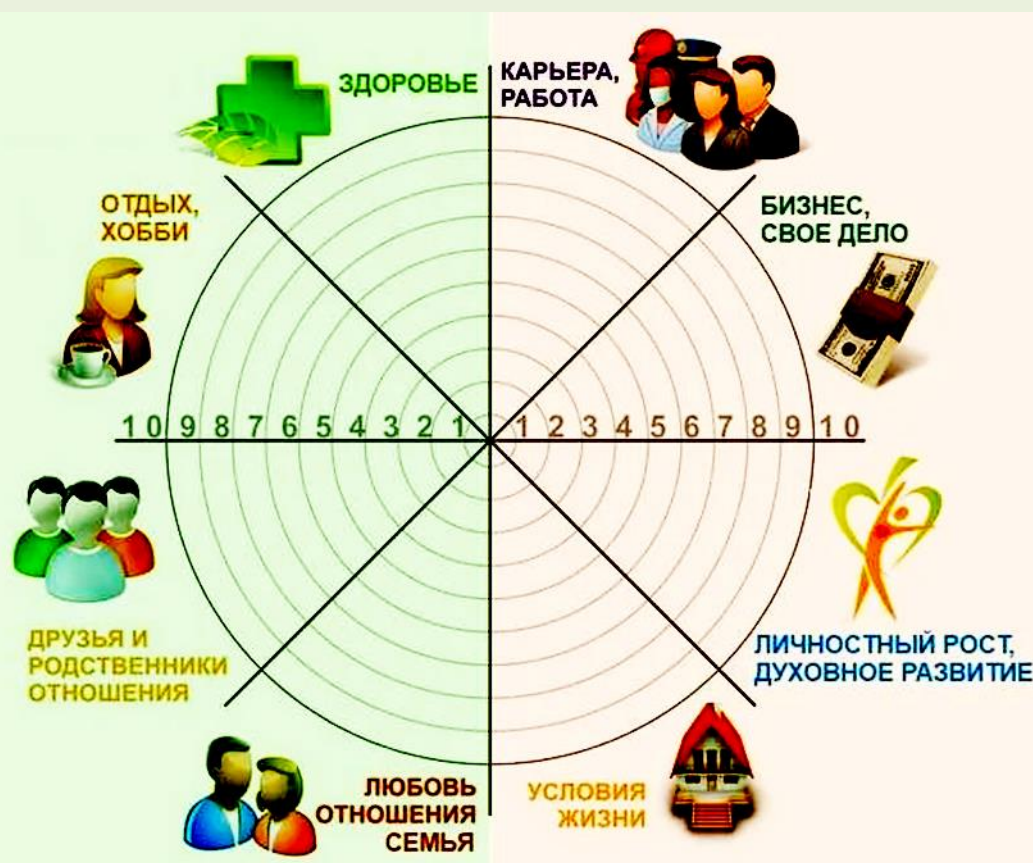 ЗДОРОВЬЕ
КАРЬЕРА,
РАБОТА
ОТДЫХ,
ХОББИ
БИЗНЕС,
СВОЕ ДЕЛО
10 9 8 7 6 5 4 3 2 1 1 2 3 4 5 6 7 8 9 10
ДРУЗЬЯ И
РОДСТВЕННИКИ
ОТНОШЕНИЯ
ЛИЧНОСТНЫЙ РОСТ,
ДУХОВНОЕ РАЗВИТИЕ
ЛЮБОВЬ
ОТНОШЕНИЯ
СЕМЬЯ
УСЛОВИЯ
ЖИЗНИ